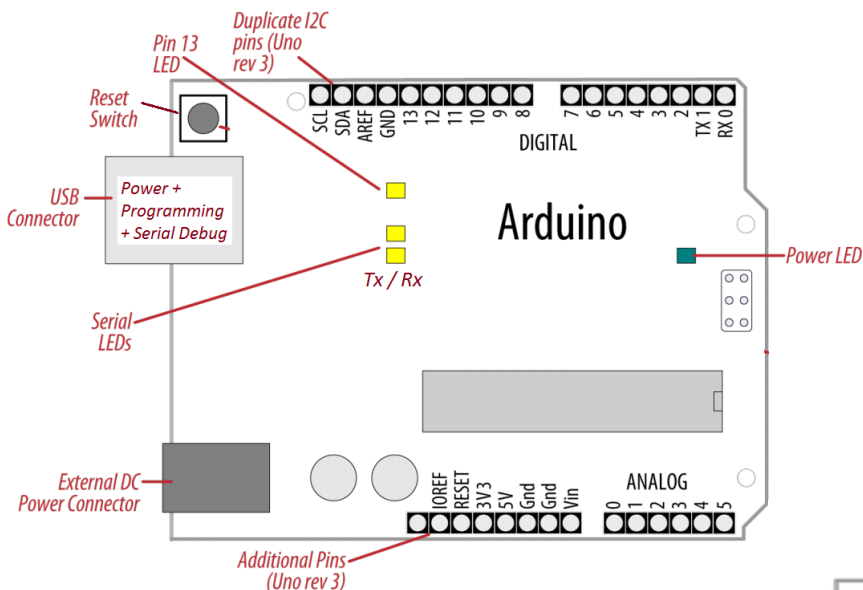 Duplicate I2C
pins (Uno
rev 3)
Pin 13
LED
Reset
Switch
SCL
SDA
AREF
GND
13
12
11
10
9
8
7
6
5
4
3
2
TX 1
RX 0
DIGITAL
USB
Connector
Power +
Programming
+ Serial Debug
Arduino
Power LED
Tx / Rx
Serial
LEDs
External DC
Power Connector
IOREF
RESET
3V3
5V
Gnd
Gnd
Vin
ANALOG
0
1
2
3
4
5
Additional Pins
(Uno rev 3)